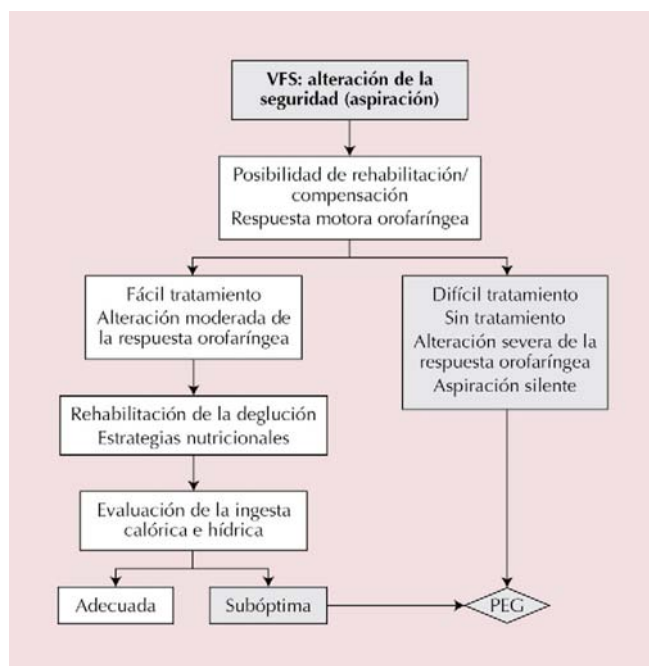 VFS: alteración de la
seguridad (aspiración)
Posibilidad de rehabilitación/
compensación
Respuesta motora orofaríngea
Fácil tratamiento
Alteración moderada de
la respuesta orofaríngea
Difícil tratamiento
Sin tratamiento
Alteración severa de la
respuesta orofaríngea
Aspiración silente
Rehabilitación de la deglución
Estrategias nutricionales
Evaluación de la ingesta
calórica e hídrica
Adecuada
Subóptima
PEG